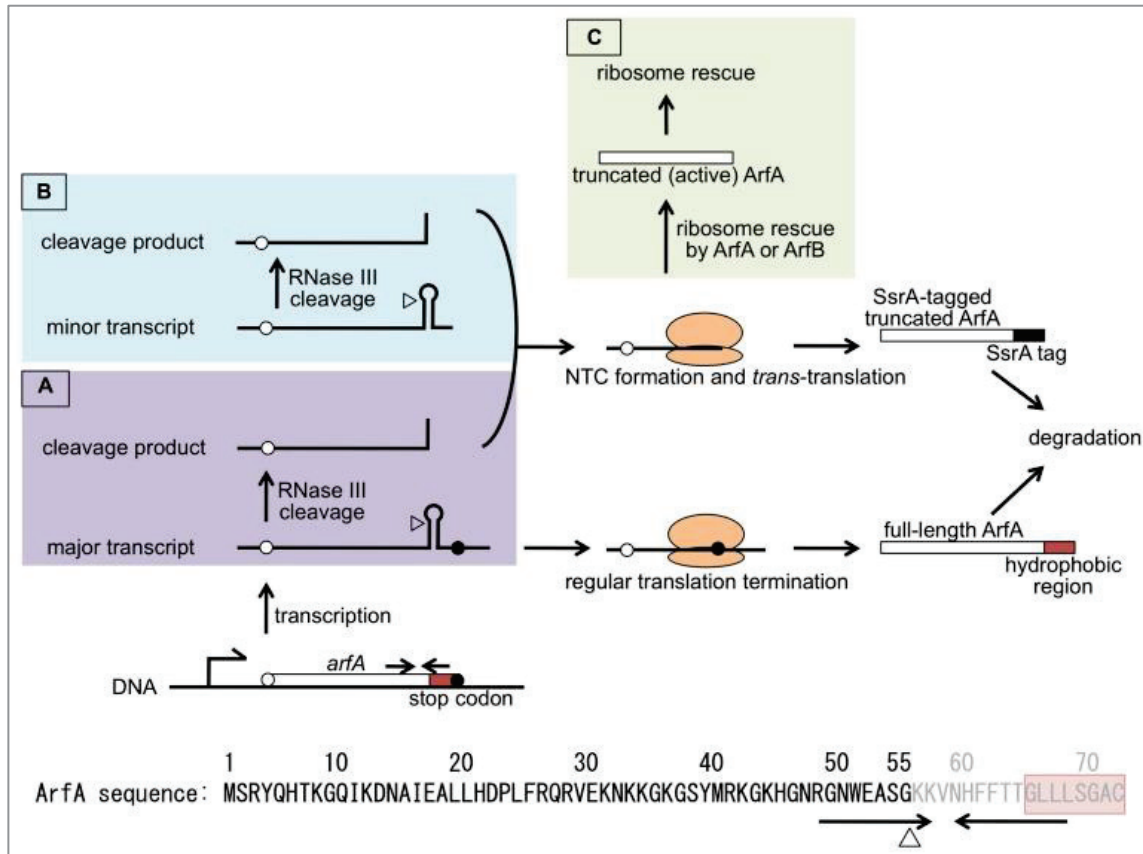 C
ribosome rescue
truncated (active) ArfA
ribosome rescue
by ArfA or ArfB
B
cleavage product
RNase III
cleavage
minor transcript
NTC formation and trans-translation
SsrA-tagged
truncated ArfA
SsrA tag
degradation
A
cleavage product
RNase III
cleavage
major transcript
regular translation termination
full-length ArfA
hydrophobic
region
transcription
DNA
arfA
stop codon
1 10 20 30 40 50 55 60 70
ArfA sequence: MSRYQHTKGQIKDNAIEALLHDPLFRQRVEKNKKGKGSYMRKGKHGNRGNWEASGKKVNHFFTTGLLLSGAC